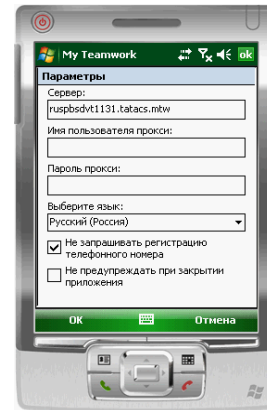 My Teamwork
ok
Параметры
Сервер:
ruspbsdvt1131.tatacs.mtw
Имя пользователя прокси:
Пароль прокси:
Выберите язык:
Русский (Россия)
Не запрашивать регистрацию
телефонного номера
Не предупреждать при закрытии
приложения
ОК
Отмена